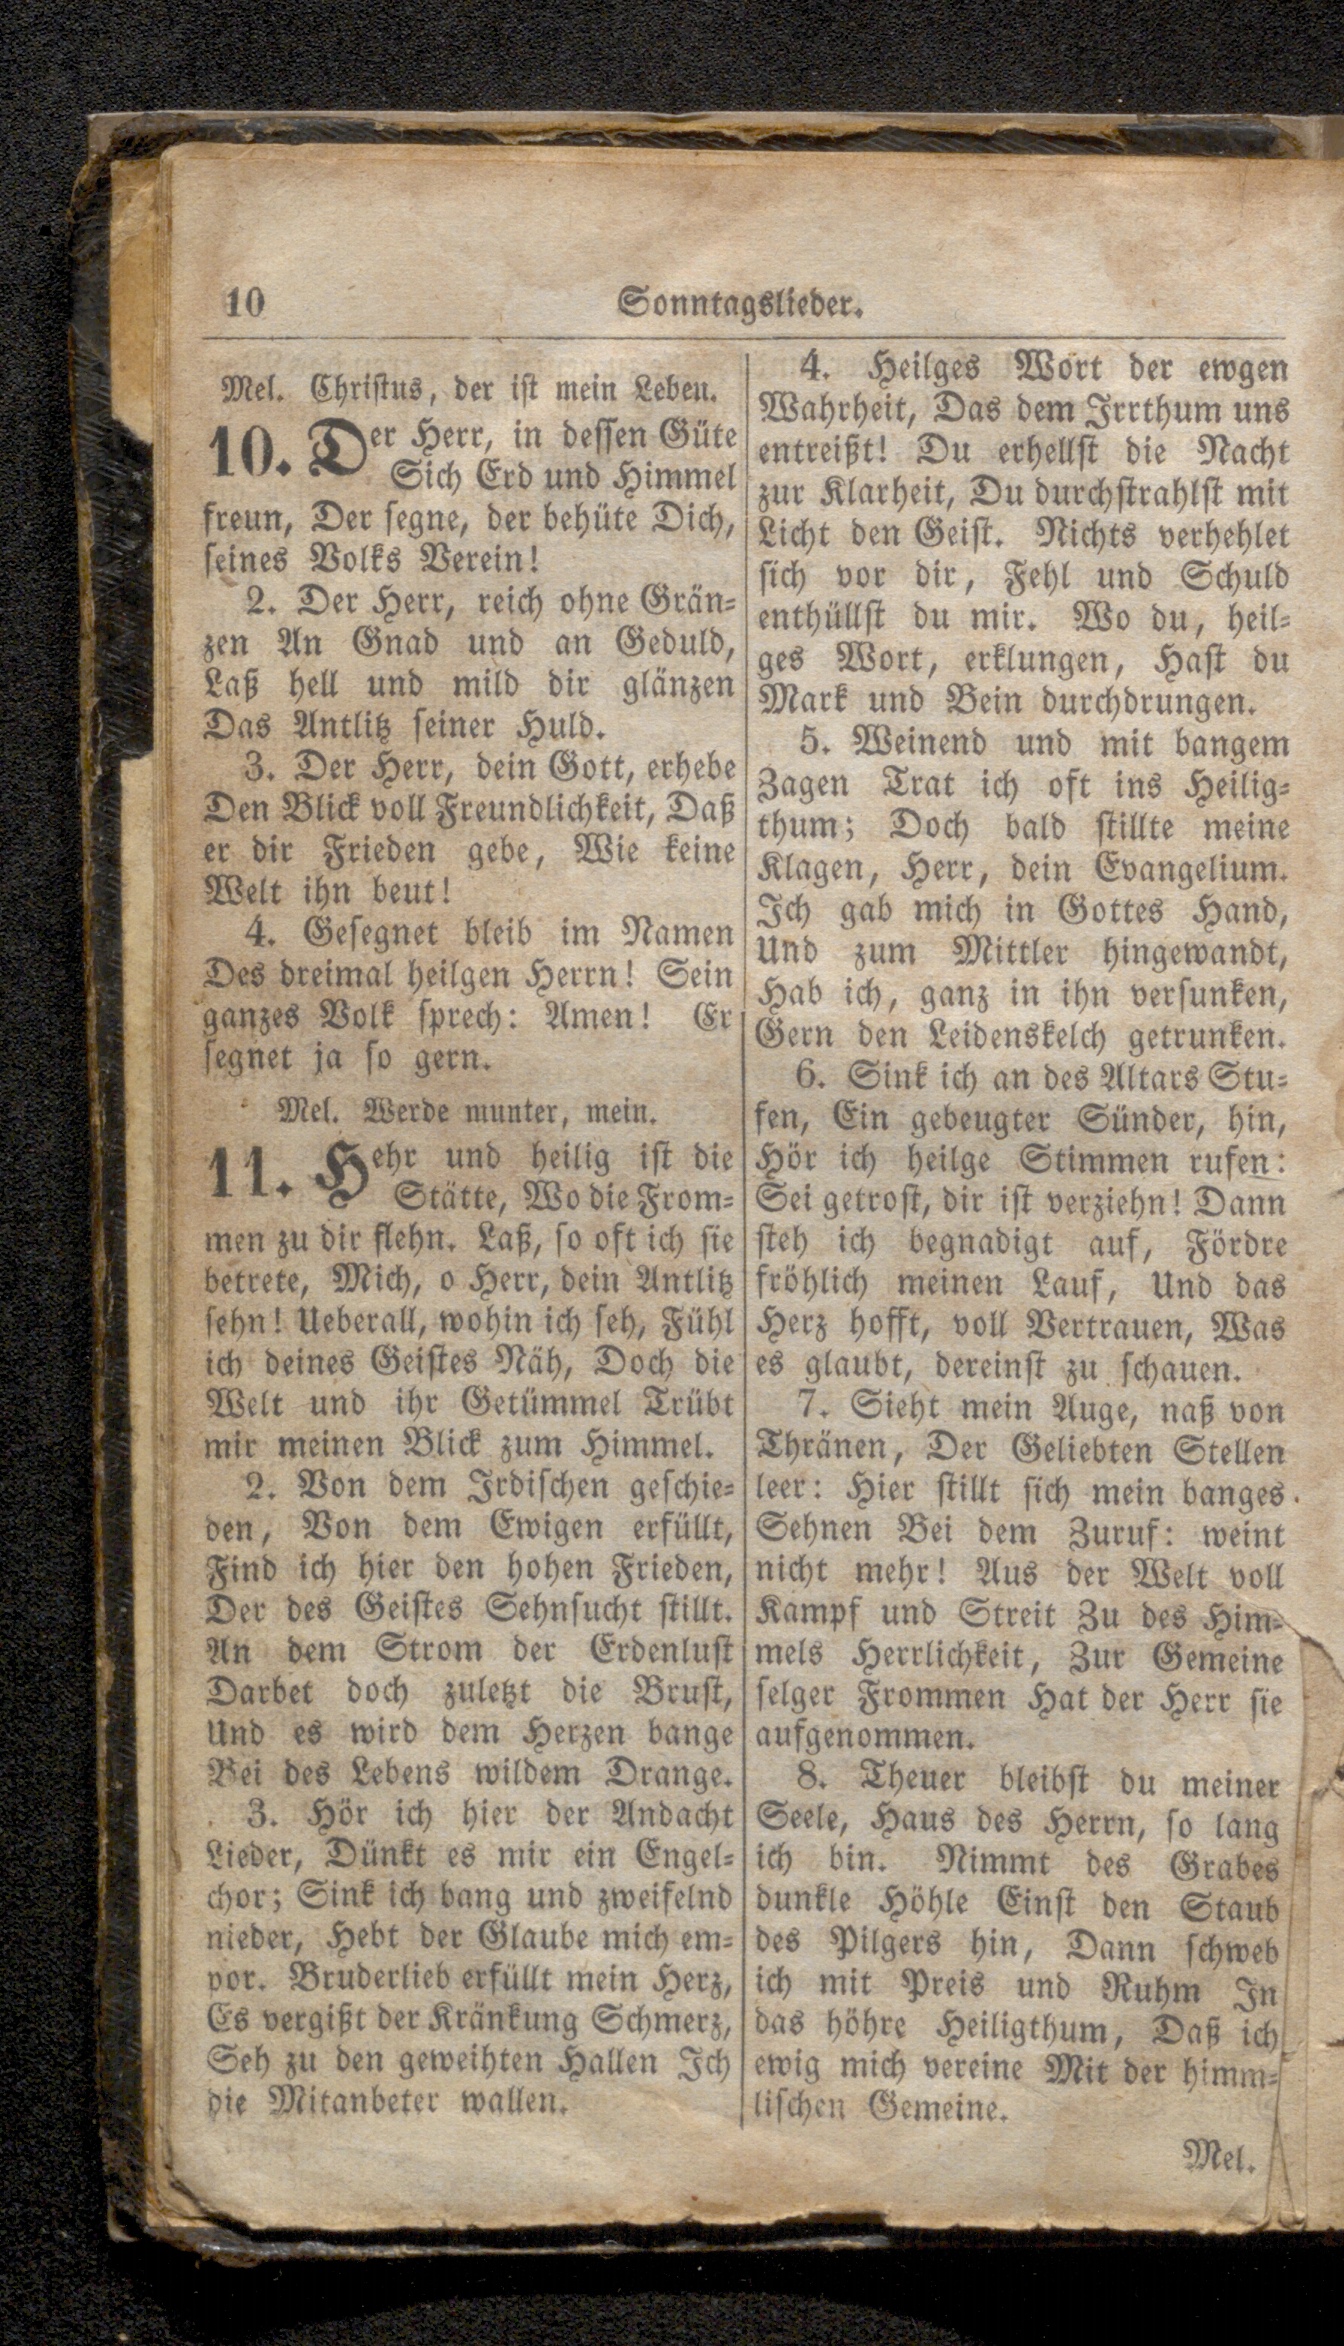 10
Sonntagslieder.
Mel. Christus, der ist mein Leben.
10. Der Herr, in dessen Güte
Sich Erd und Himmel
freun, Der segne, der behüte Dich,
seines Volks Verein!
2. Der Herr, reich ohne Grän-
zen An Gnad und an Geduld,
Laß hell und mild dir glänzen
Das Antlitz seiner Huld.
3. Der Herr, dein Gott, erhebe
Den Blick voll Freundlichkeit, Daß
er dir Frieden gebe, Wie keine
Welt ihn beut!
4. Gesegnet bleib im Namen
Des dreimal heilgen Herrn! Sein
ganzes Volk sprech: Amen! Er
segnet ja so gern.
Mel. Werde munter, mein.
11. Hehr und heilig ist die
Stätte, Wo die From-
men zu dir flehn. Laß, so oft ich sie
betrete, Mich, o Herr, dein Antlitz
sehn! Ueberall, wohin ich seh, Fühl
ich deines Geistes Näh, Doch die
Welt und ihr Getümmel Trübt
mir meinen Blick zum Himmel.
2. Von dem Irdischen geschie-
den, Von dem Ewigen erfüllt,
Find ich hier den hohen Frieden,
Der des Geistes Sehnsucht stillt.
An dem Strom der Erdenlust
Darbet doch zuletzt die Brust,
Und es wird dem Herzen bange
Bei des Lebens wildem Drange.
3. Hör ich hier der Andacht
Lieder, Dünkt es mir ein Engel-
chor; Sink ich bang und zweifelnd
nieder, Hebt der Glaube mich em-
por. Bruderlieb erfüllt mein Herz,
Es vergißt der Kränkung Schmerz,
Seh zu den geweihten Hallen Ich
die Mitanbeter wallen.
4. Heilges Wort der ewgen
Wahrheit, Das dem Irrthum uns
entreißt! Du erhellst die Nacht
zur Klarheit, Du durchstrahlst mit
Licht den Geist. Nichts verhehlet
sich vor dir, Fehl und Schuld
enthüllst du mir. Wo du, heil-
ges Wort, erklungen, Hast du
Mark und Bein durchdrungen.
5. Weinend und mit bangem
Zagen Trat ich oft ins Heilig-
thum; Doch bald stillte meine
Klagen, Herr, dein Evangelium.
Ich gab mich in Gottes Hand,
Und zum Mittler hingewandt,
Hab ich, ganz in ihn versunken,
Gern den Leidenskelch getrunken.
6. Sink ich an des Altars Stu-
fen, Ein gebeugter Sünder, hin,
Hör ich heilge Stimmen rufen:
Sei getrost, dir ist verziehn! Dann
steh ich begnadigt auf, Fördre
fröhlich meinen Lauf, Und das
Herz hofft, voll Vertrauen, Was
es glaubt, dereinst zu schauen.
7. Sieht mein Auge, naß von
Thränen, Der Geliebten Stellen
leer: Hier stillt sich mein banges
Sehnen Bei dem Zuruf: weint
nicht mehr! Aus der Welt voll
Kampf und Streit Zu des Him-
mels Herrlichkeit, Zur Gemeine
selger Frommen Hat der Herr sie
aufgenommen.
8. Theuer bleibst du meiner
Seele, Haus des Herrn, so lang
ich bin. Nimmt des Grabes
dunkle Höhle Einst den Staub
des Pilgers hin, Dann schweb
ich mit Preis und Ruhm In
das höhre Heiligthum, Daß ich
ewig mich vereine Mit der himm-
lischen Gemeine.
Mel.